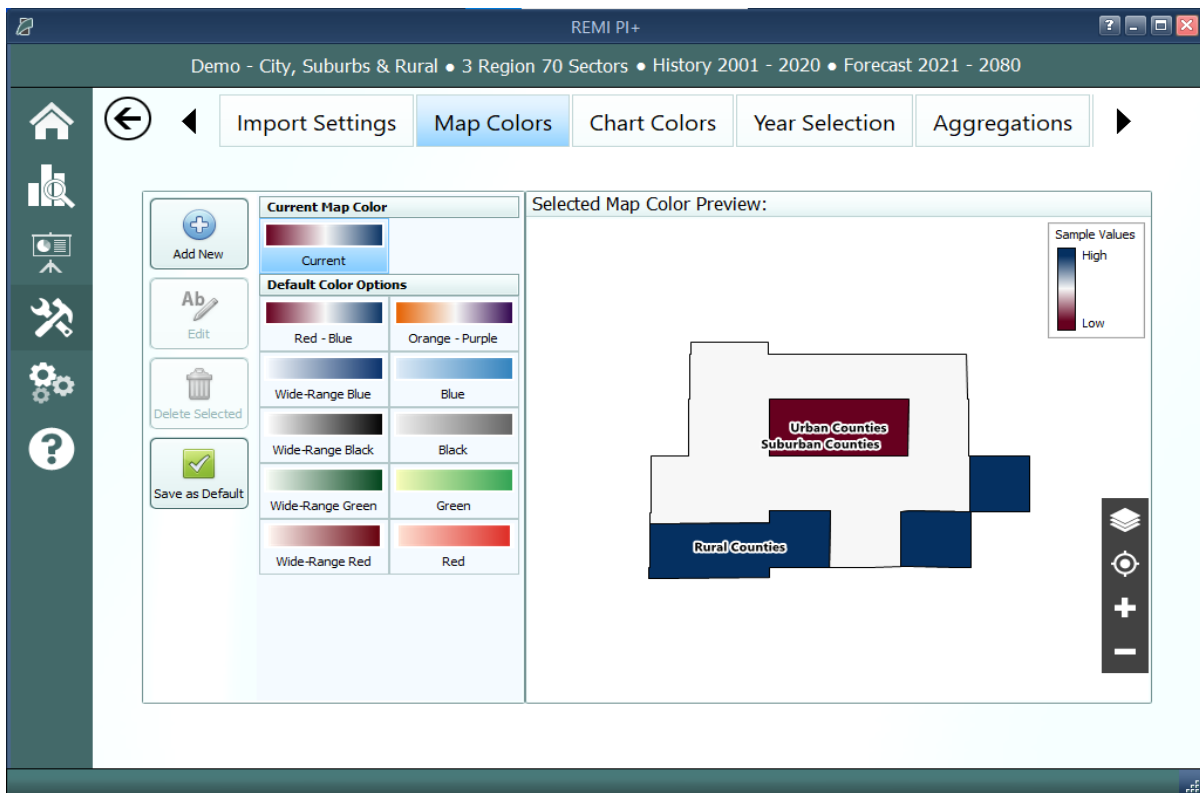 REMI PI+
Demo - City, Suburbs & Rural • 3 Region 70 Sectors • History 2001 - 2020 • Forecast 2021 - 2080
Import Settings
Map Colors
Chart Colors
Year Selection
Aggregations
Add New
Edit
Delete Selected
Save as Default
Current Map Color
Current
Default Color Options
Red - Blue
Orange - Purple
Wide-Range Blue
Blue
Wide-Range Black
Black
Wide-Range Green
Green
Wide-Range Red
Red
Selected Map Color Preview:
Sample Values
High
Low
Urban Counties
Suburban Counties
Rural Counties